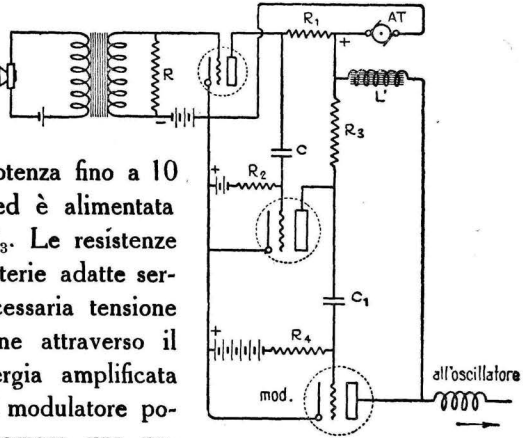 R₁
AT
+
R
L'
R₃
C
+
R₂
C₁
+
R₄
mod.
all'oscillatore
otenza fino a 10
ed è alimentata
₃. Le resistenze
terie adatte ser-
cessaria tensione
ne attraverso il
ergia amplificata
modulatore po-